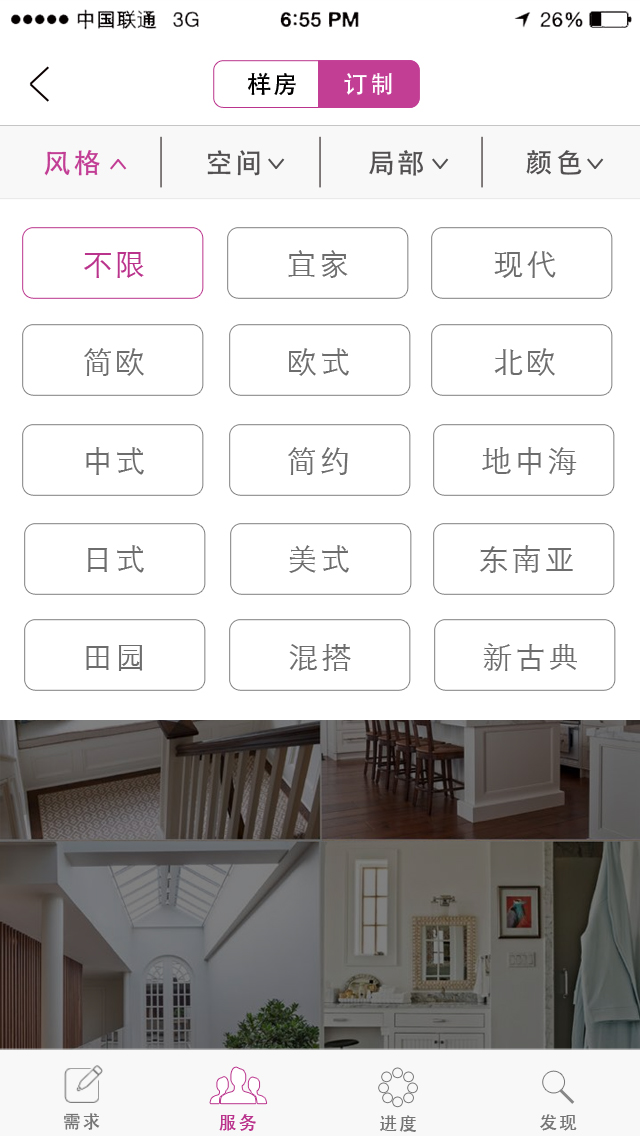 中国联通 3G 6:55 PM 26%
样房 订制
风格 空间 局部 颜色
不限 宜家 现代
简欧 欧式 北欧
中式 简约 地中海
日式 美式 东南亚
田园 混搭 新古典
需求 服务 进度 发现